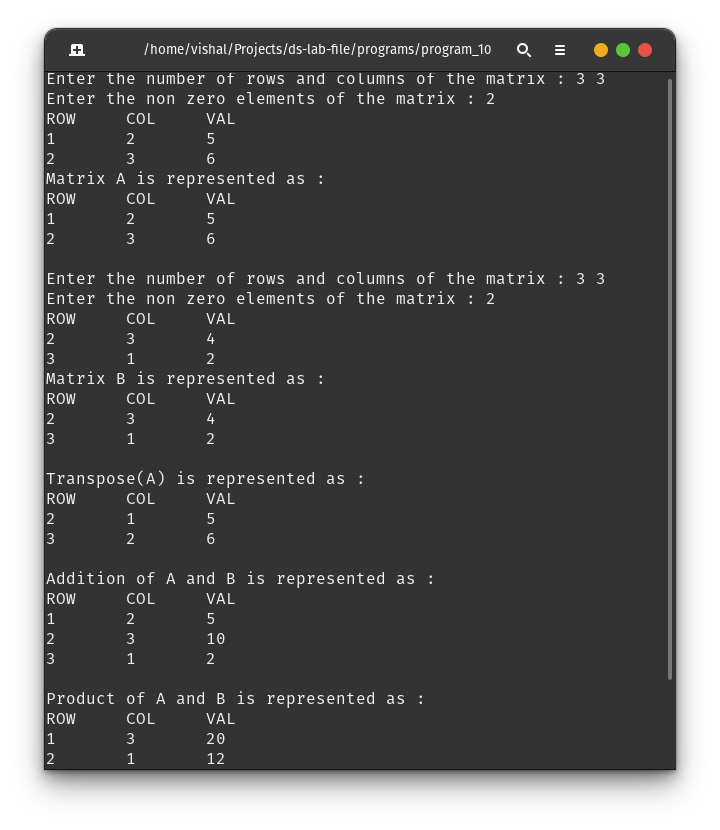 /home/vishal/Projects/ds-lab-file/programs/program_10
Enter the number of rows and columns of the matrix : 3 3
Enter the non zero elements of the matrix : 2
ROW     COL     VAL
1       2       5
2       3       6
Matrix A is represented as :
ROW     COL     VAL
1       2       5
2       3       6

Enter the number of rows and columns of the matrix : 3 3
Enter the non zero elements of the matrix : 2
ROW     COL     VAL
2       3       4
3       1       2
Matrix B is represented as :
ROW     COL     VAL
2       3       4
3       1       2

Transpose(A) is represented as :
ROW     COL     VAL
2       1       5
3       2       6

Addition of A and B is represented as :
ROW     COL     VAL
1       2       5
2       3       10
3       1       2

Product of A and B is represented as :
ROW     COL     VAL
1       3       20
2       1       12